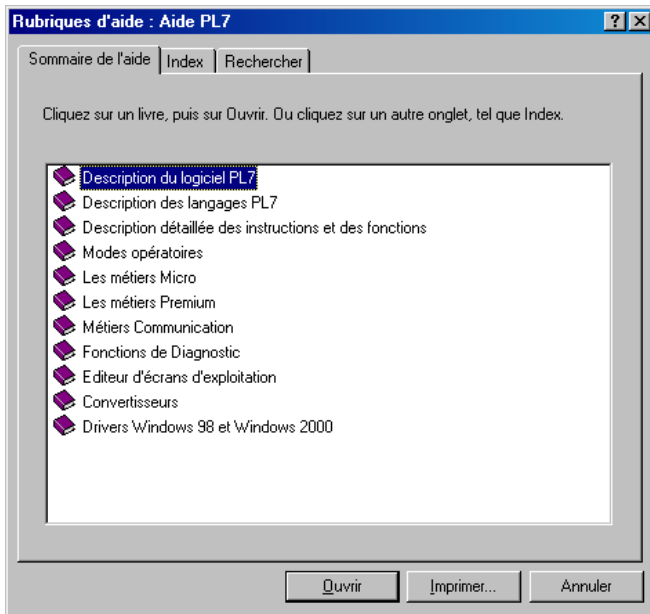 Rubriques d'aide : Aide PL7
Sommaire de l'aide Index Rechercher
Cliquez sur un livre, puis sur Ouvrir. Ou cliquez sur un autre onglet, tel que Index.
Description du logiciel PL7
Description des langages PL7
Description détaillée des instructions et des fonctions
Modes opératoires
Les métiers Micro
Les métiers Premium
Métiers Communication
Fonctions de Diagnostic
Editeur d'écrans d'exploitation
Convertisseurs
Drivers Windows 98 et Windows 2000
Ouvrir Imprimer... Annuler